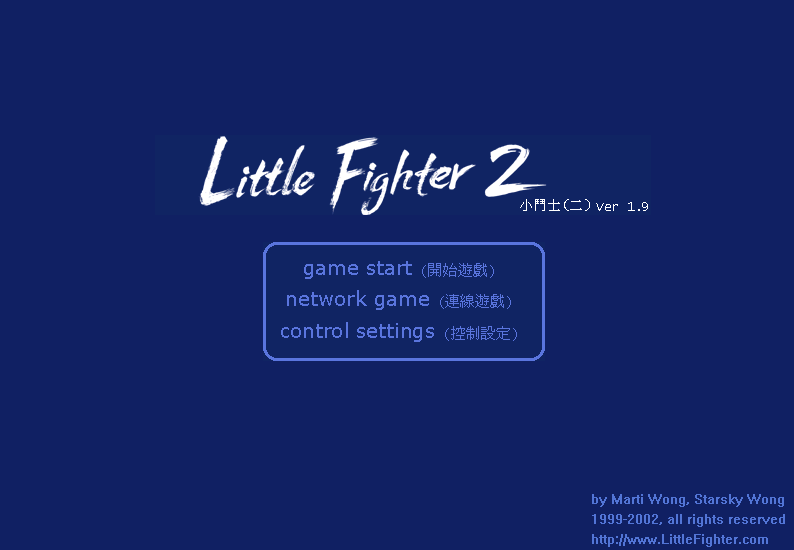 Little Fighter 2
小鬥士(二) ver 1.9
game start (開始遊戲)
network game (連線遊戲)
control settings (控制設定)
by Marti Wong, Starsky Wong
1999-2002, all rights reserved
http://www.LittleFighter.com